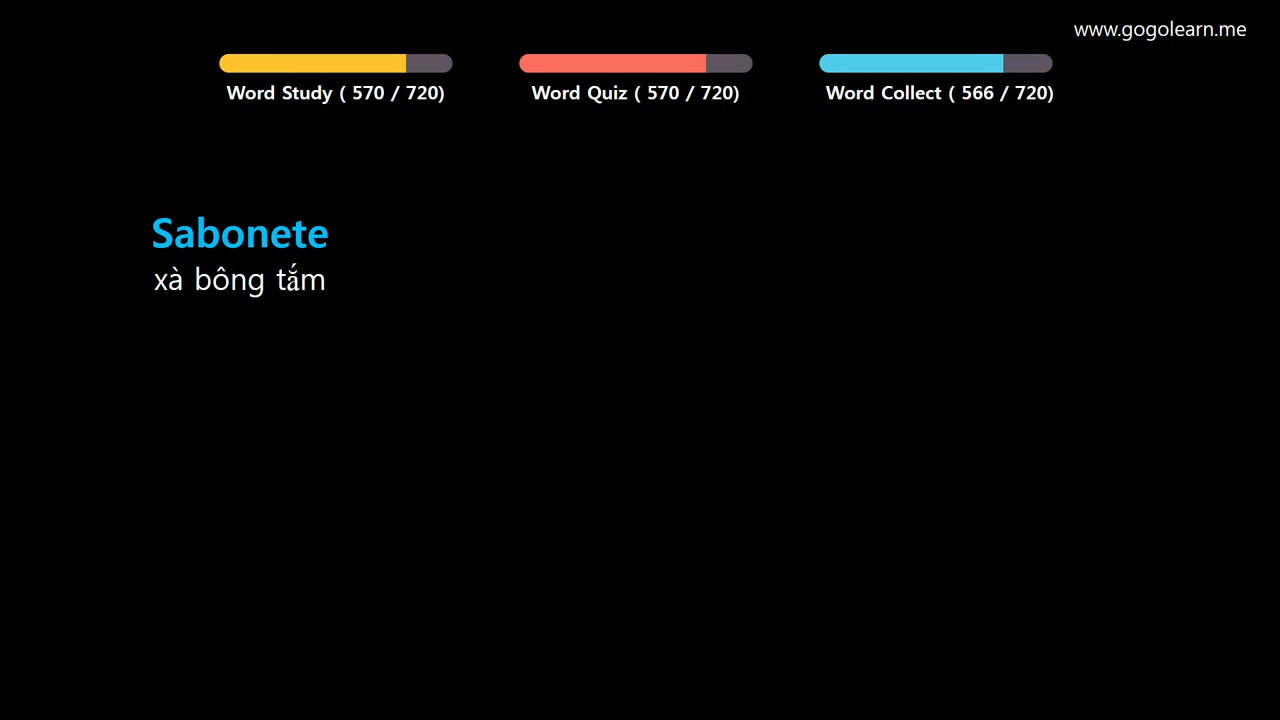 www.gogolearn.me
Word Study ( 570 / 720)
Word Quiz ( 570 / 720)
Word Collect ( 566 / 720)
Sabonete
xà bông tắm